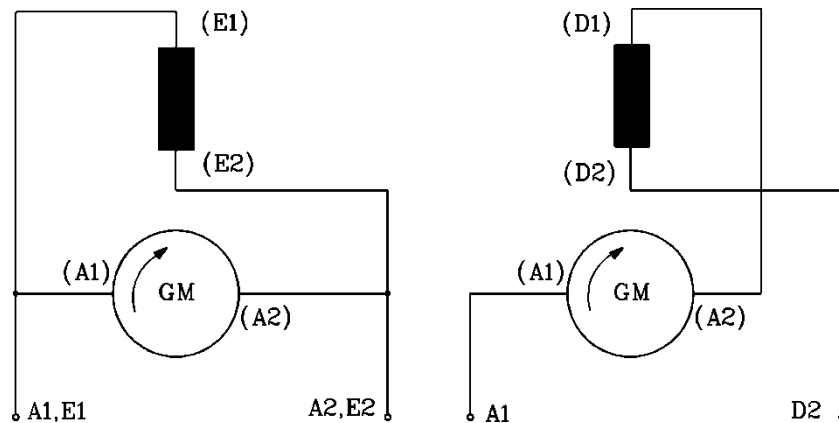 (E1)
(E2)
(A1)
GM
(A2)
A1,E1
A2,E2
(D1)
(D2)
(A1)
GM
(A2)
A1
D2